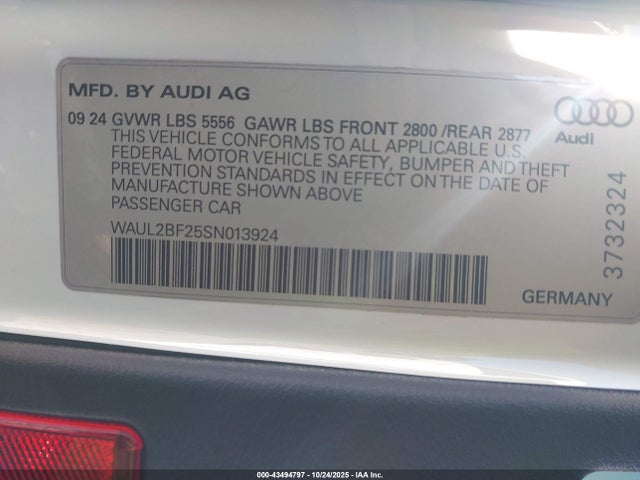 MFD. BY AUDI AG
09 24 GVWR LBS 5556 GAWR LBS FRONT 2800 /REAR 2877
THIS VEHICLE CONFORMS TO ALL APPLICABLE U.S.
FEDERAL MOTOR VEHICLE SAFETY, BUMPER AND THEFT
PREVENTION STANDARDS IN EFFECT ON THE DATE OF
MANUFACTURE SHOWN ABOVE
PASSENGER CAR
WAUL2BF25SN013924
Audi
3732324
GERMANY
000-43494797 - 10/24/2025 - IAA Inc.